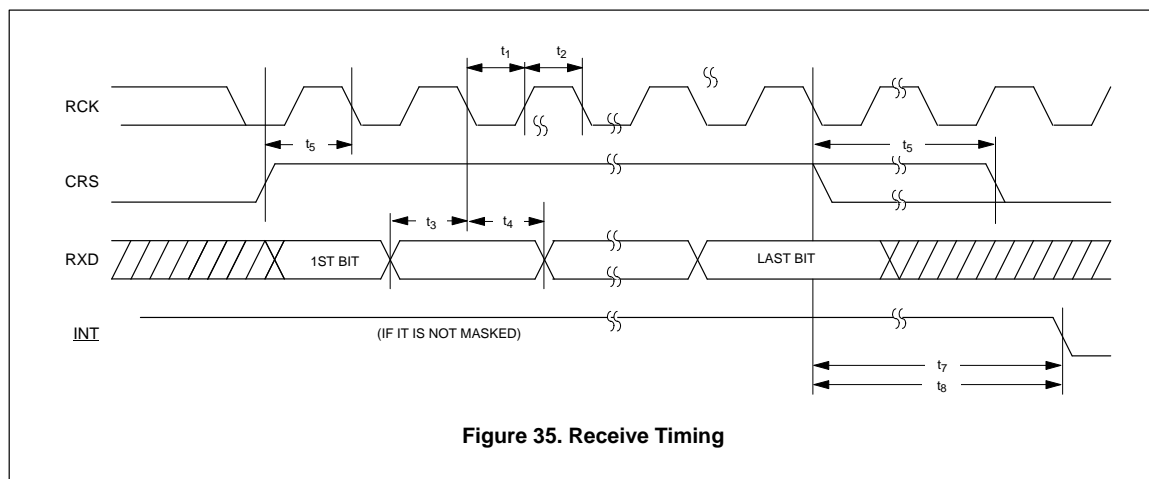 t1 t2
RCK
t5 t5
CRS
t3 t4
RXD 1ST BIT LAST BIT
INT (IF IT IS NOT MASKED)
t7
t8
Figure 35. Receive Timing